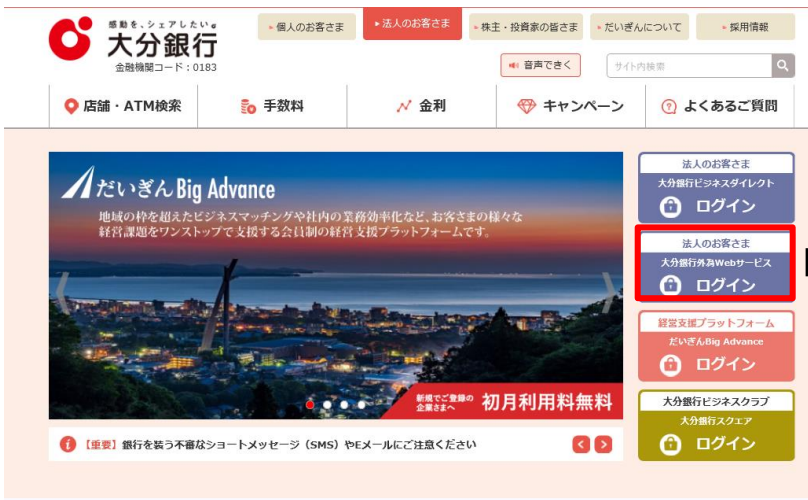 感動を、シェアしたい。
大分銀行
金融機関コード：0183
個人のお客さま
法人のお客さま
株主・投資家の皆さま
だいぎんについて
採用情報
音声できく
サイト内検索
店舗・ATM検索
手数料
金利
キャンペーン
よくあるご質問
だいぎん Big Advance
地域の枠を超えたビジネスマッチングや社内の業務効率化など、お客さまの様々な
経営課題をワンストップで支援する会員制の経営支援プラットフォームです。
新規でご登録の
企業さまへ
初月利用料無料
【重要】銀行を装う不審なショートメッセージ（SMS）やEメールにご注意ください
法人のお客さま
大分銀行ビジネスダイレクト
ログイン
法人のお客さま
大分銀行外為Webサービス
ログイン
経営支援プラットフォーム
だいぎんBig Advance
ログイン
大分銀行ビジネスクラブ
大分銀行スクエア
ログイン